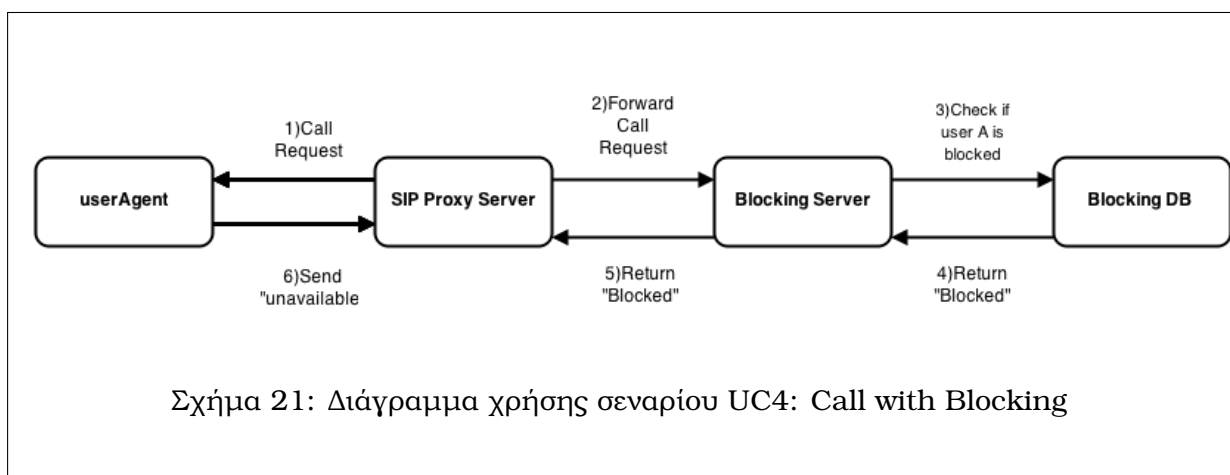 1)Call
Request
2)Forward
Call
Request
3)Check if
user A is
blocked
userAgent
SIP Proxy Server
Blocking Server
Blocking DB
6)Send
"unavailable
5)Return
"Blocked"
4)Return
"Blocked"
Σχήμα 21: Διάγραμμα χρήσης σεναρίου UC4: Call with Blocking